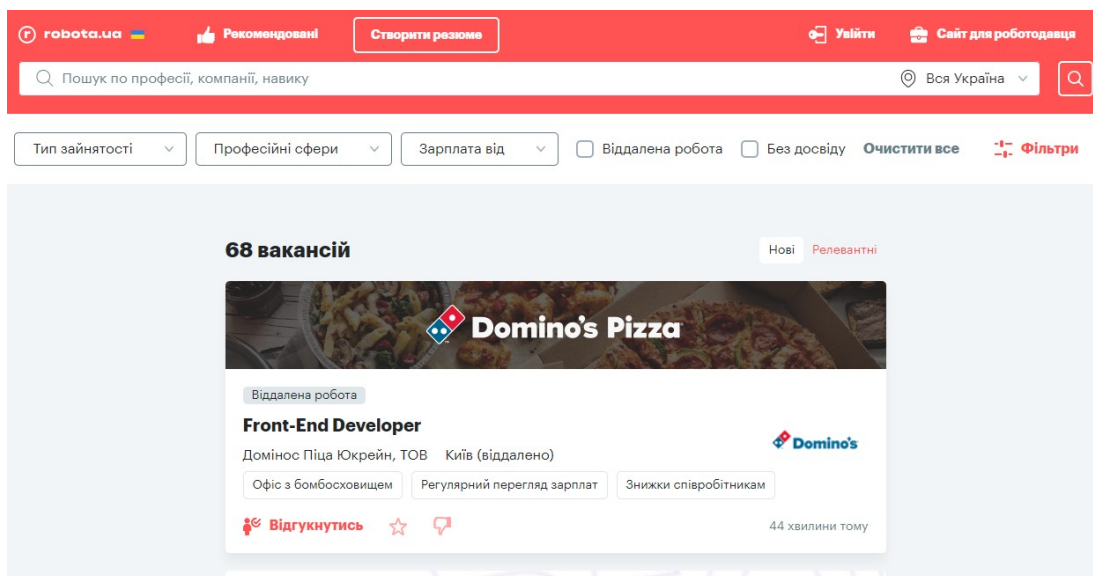 robota.ua Рекомендовані Створити резюме Увійти Сайт для роботодавця
Пошук по професії, компанії, навику Вся Україна
Тип зайнятості Професійні сфери Зарплата від Віддалена робота Без досвіду Очистити все Фільтри
68 вакансій Нові Релевантні
Domino's Pizza
Віддалена робота
Front-End Developer
Domino's
Домінос Піца Юкрейн, ТОВ Київ (віддалено)
Офіс з бомбосховищем Регулярний перегляд зарплат Знижки співробітникам
Відгукнутись 44 хвилини тому